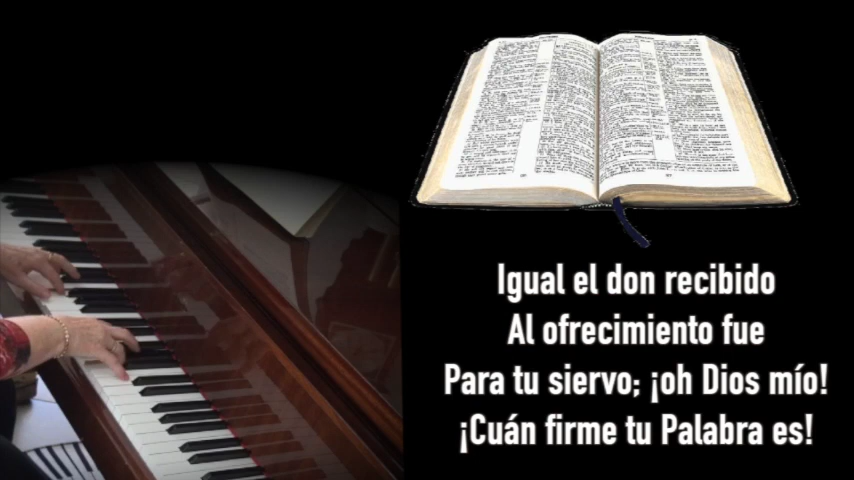 Igual el don recibido
Al ofrecimiento fue
Para tu siervo; ¡oh Dios mío!
¡Cuán firme tu Palabra es!